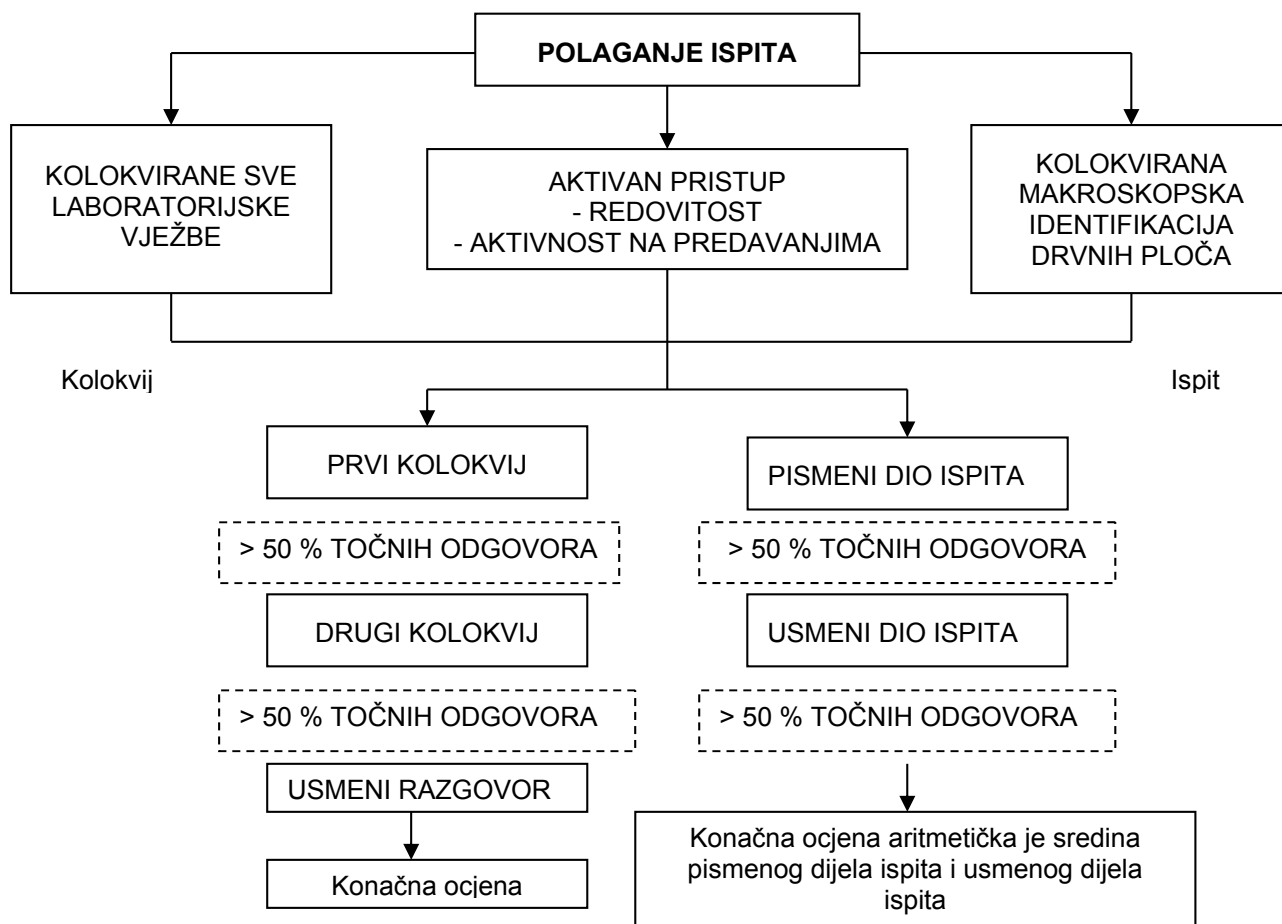 POLAGANJE ISPITA
KOLOKVIRANE SVE
LABORATORIJSKE
VJEŽBE
AKTIVAN PRISTUP
- REDOVITOST
- AKTIVNOST NA PREDAVANJIMA
KOLOKVIRANA
MAKROSKOPSKA
IDENTIFIKACIJA
DRVNIH PLOČA
Kolokvij
Ispit
PRVI KOLOKVIJ
> 50 % TOČNIH ODGOVORA
DRUGI KOLOKVIJ
> 50 % TOČNIH ODGOVORA
USMENI RAZGOVOR
Konačna ocjena
PISMENI DIO ISPITA
> 50 % TOČNIH ODGOVORA
USMENI DIO ISPITA
> 50 % TOČNIH ODGOVORA
Konačna ocjena aritmetička je sredina
pismenog dijela ispita i usmenog dijela
ispita